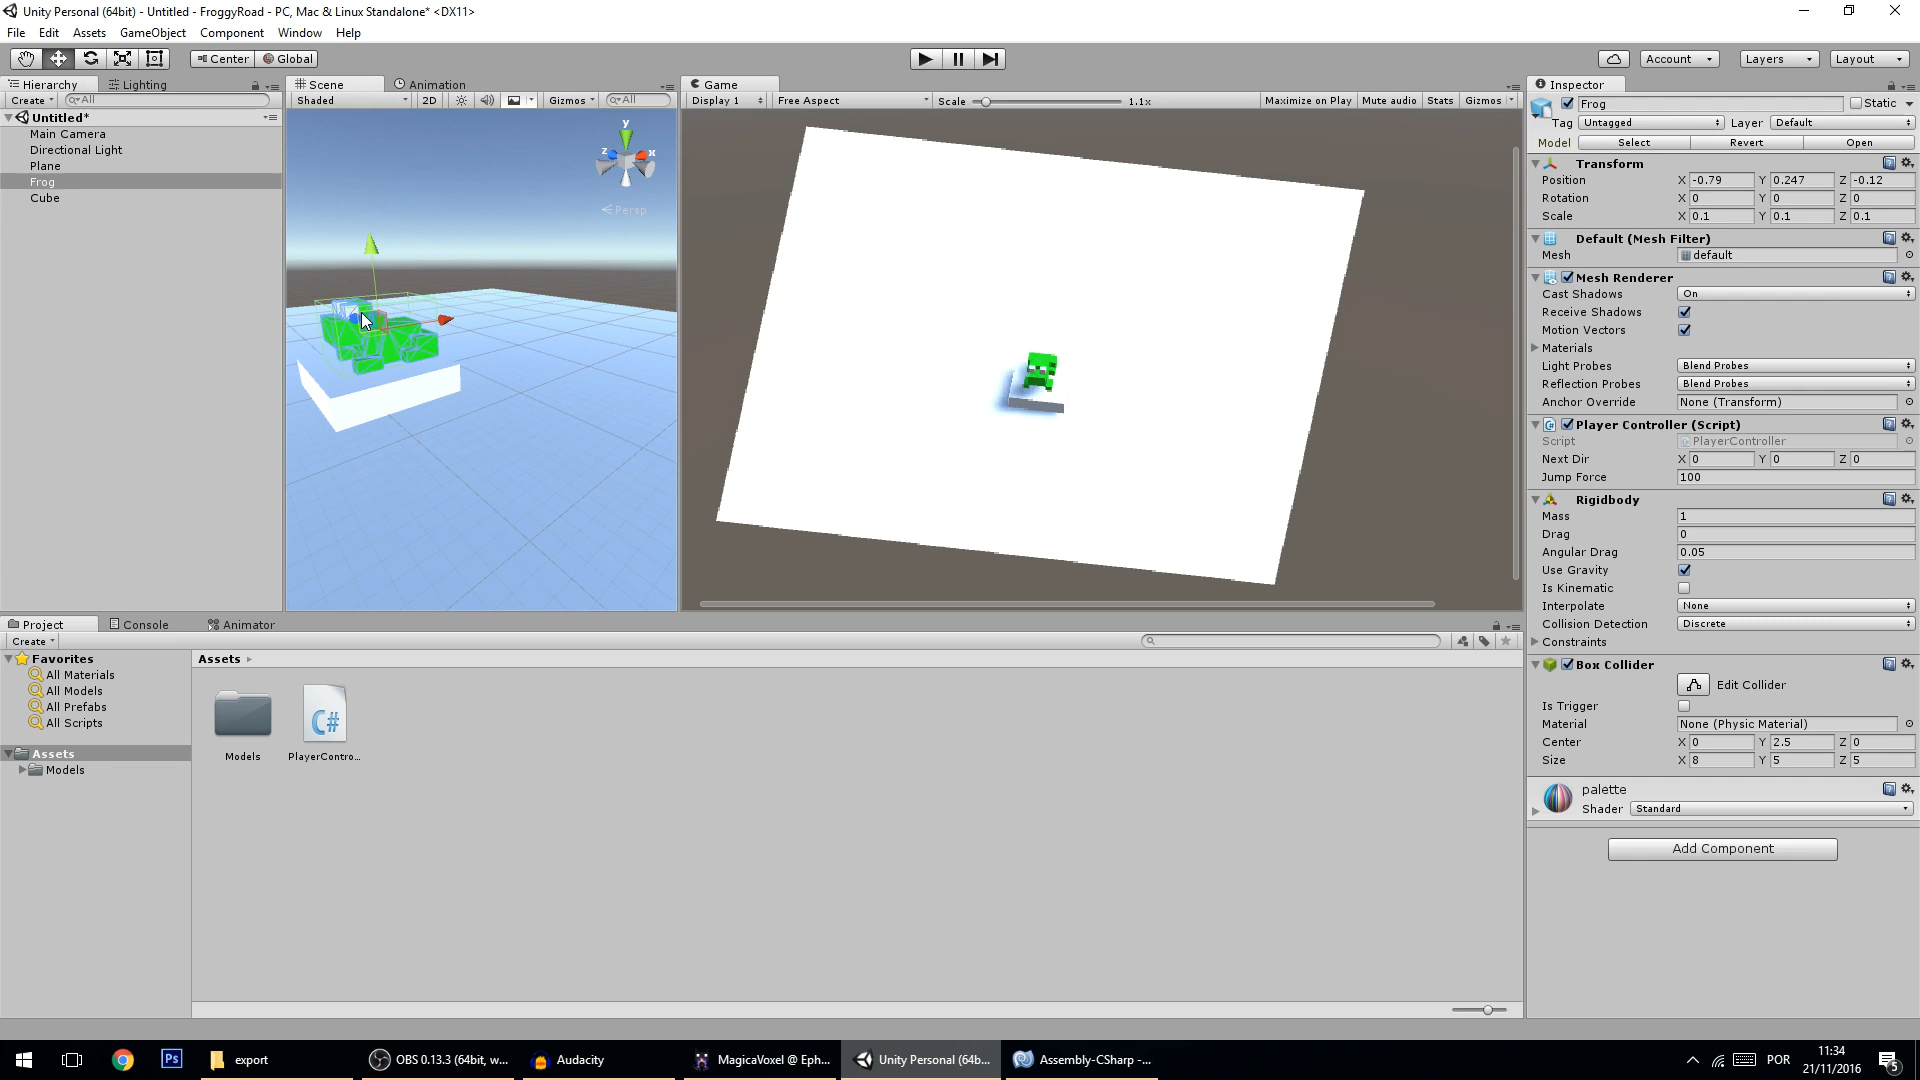 Unity Personal (64bit) - Untitled - FroggyRoad - PC, Mac & Linux Standalone* <DX11>
File Edit Assets GameObject Component Window Help
Center Global Account Layers Layout
Hierarchy Lighting Scene Animation Game Inspector
Create All Shaded 2D Gizmos All Display 1 Free Aspect Scale 1.1x Maximize on Play Mute audio Stats Gizmos
Untitled*
Main Camera
Directional Light
Plane
Frog
Cube
y
z x
Persp
Frog Static
Tag Untagged Layer Default
Model Select Revert Open
Transform
Position X -0.79 Y 0.247 Z -0.12
Rotation X 0 Y 0 Z 0
Scale X 0.1 Y 0.1 Z 0.1
Default (Mesh Filter)
Mesh default
Mesh Renderer
Cast Shadows On
Receive Shadows
Motion Vectors
Materials
Light Probes Blend Probes
Reflection Probes Blend Probes
Anchor Override None (Transform)
Player Controller (Script)
Script PlayerController
Next Dir X 0 Y 0 Z 0
Jump Force 100
Rigidbody
Mass 1
Drag 0
Angular Drag 0.05
Use Gravity
Is Kinematic
Interpolate None
Collision Detection Discrete
Constraints
Box Collider
Edit Collider
Is Trigger
Material None (Physic Material)
Center X 0 Y 2.5 Z 0
Size X 8 Y 5 Z 5
palette
Shader Standard
Add Component
Project Console Animator
Create
Favorites
All Materials
All Models
All Prefabs
All Scripts
Assets
Models
Assets
C#
Models PlayerContro...
Ps export OBS 0.13.3 (64bit, w... Audacity MagicaVoxel @ Eph... Unity Personal (64b... Assembly-CSharp -... POR
11:34
21/11/2016
5